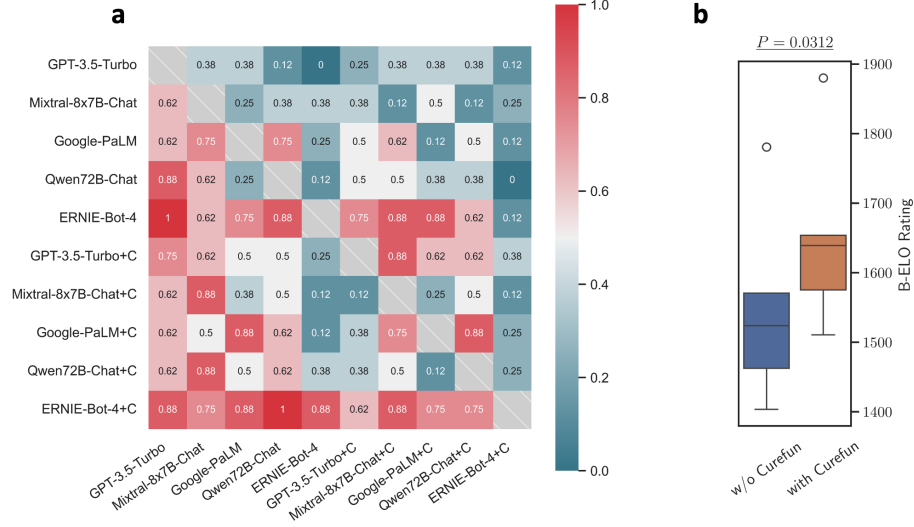 a
GPT-3.5-Turbo 0.38 0.38 0.12 0 0.25 0.38 0.38 0.38 0.12
Mixtral-8x7B-Chat 0.62 0.25 0.38 0.38 0.38 0.12 0.5 0.12 0.25
Google-PaLM 0.62 0.75 0.75 0.25 0.5 0.62 0.12 0.5 0.12
Qwen72B-Chat 0.88 0.62 0.25 0.12 0.5 0.5 0.38 0.38 0
ERNIE-Bot-4 1 0.62 0.75 0.88 0.75 0.88 0.88 0.62 0.12
GPT-3.5-Turbo+C 0.75 0.62 0.5 0.5 0.25 0.88 0.62 0.62 0.38
Mixtral-8x7B-Chat+C 0.62 0.88 0.38 0.5 0.12 0.12 0.25 0.5 0.12
Google-PaLM+C 0.62 0.5 0.88 0.62 0.12 0.38 0.75 0.88 0.25
Qwen72B-Chat+C 0.62 0.88 0.5 0.62 0.38 0.38 0.5 0.12 0.25
ERNIE-Bot-4+C 0.88 0.75 0.88 1 0.88 0.62 0.88 0.75 0.75
GPT-3.5-Turbo
Mixtral-8x7B-Chat
Google-PaLM
Qwen72B-Chat
ERNIE-Bot-4
GPT-3.5-Turbo+C
Mixtral-8x7B-Chat+C
Google-PaLM+C
Qwen72B-Chat+C
ERNIE-Bot-4+C
1.0
0.8
0.6
0.4
0.2
0.0
b
P = 0.0312
1900
1800
1700
1600
1500
1400
B-ELO Rating
w/o Curefun
with Curefun